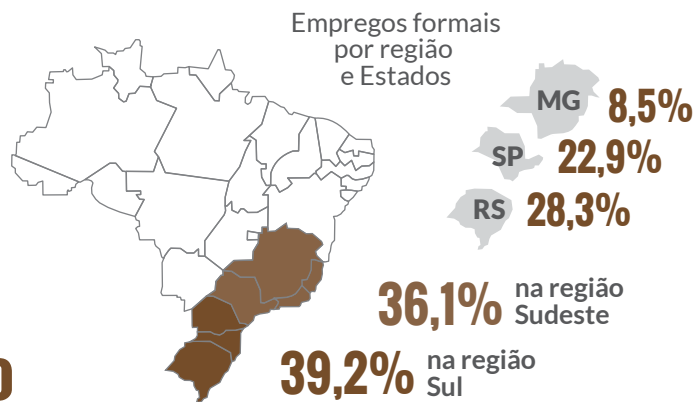 Empregos formais
por região
e Estados
MG 8,5%
SP 22,9%
RS 28,3%
36,1% na região
Sudeste
39,2% na região
Sul